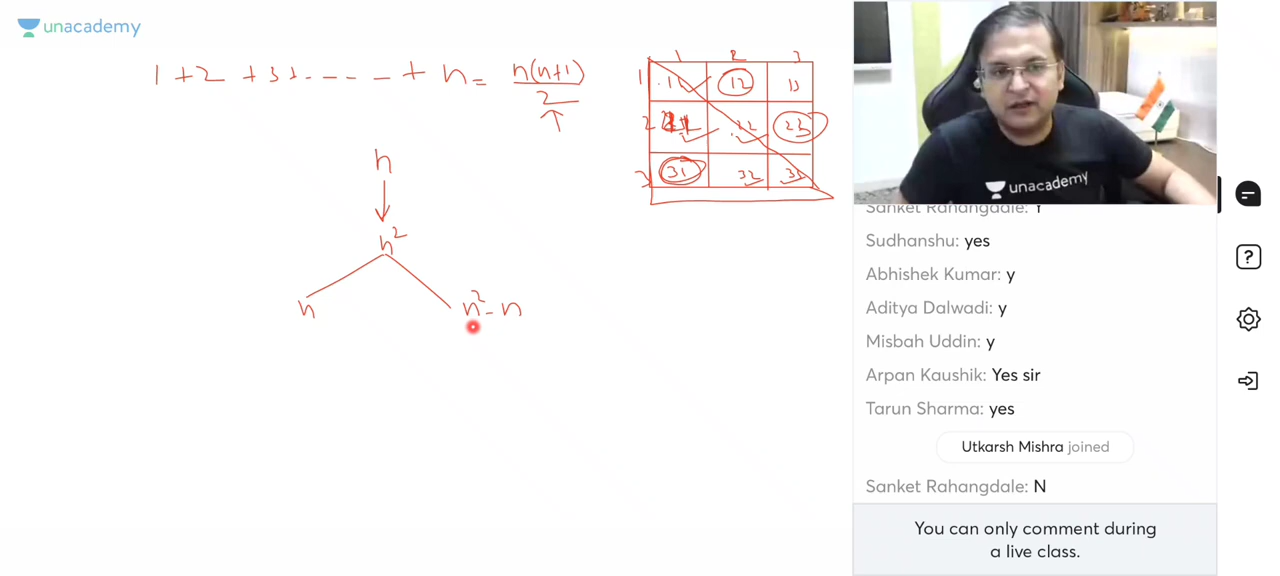 unacademy
1 + 2 + 3 + ------ + n = n(n+1)/2
1 2 3
1 11 12 13
2 21 22 23
3 31 32 33
n
n²
n n² - n
unacademy
Sanket Rahangdale: Y
Sudhanshu: yes
Abhishek Kumar: y
Aditya Dalwadi: y
Misbah Uddin: y
Arpan Kaushik: Yes sir
Tarun Sharma: yes
Utkarsh Mishra joined
Sanket Rahangdale: N
You can only comment during
a live class.
?